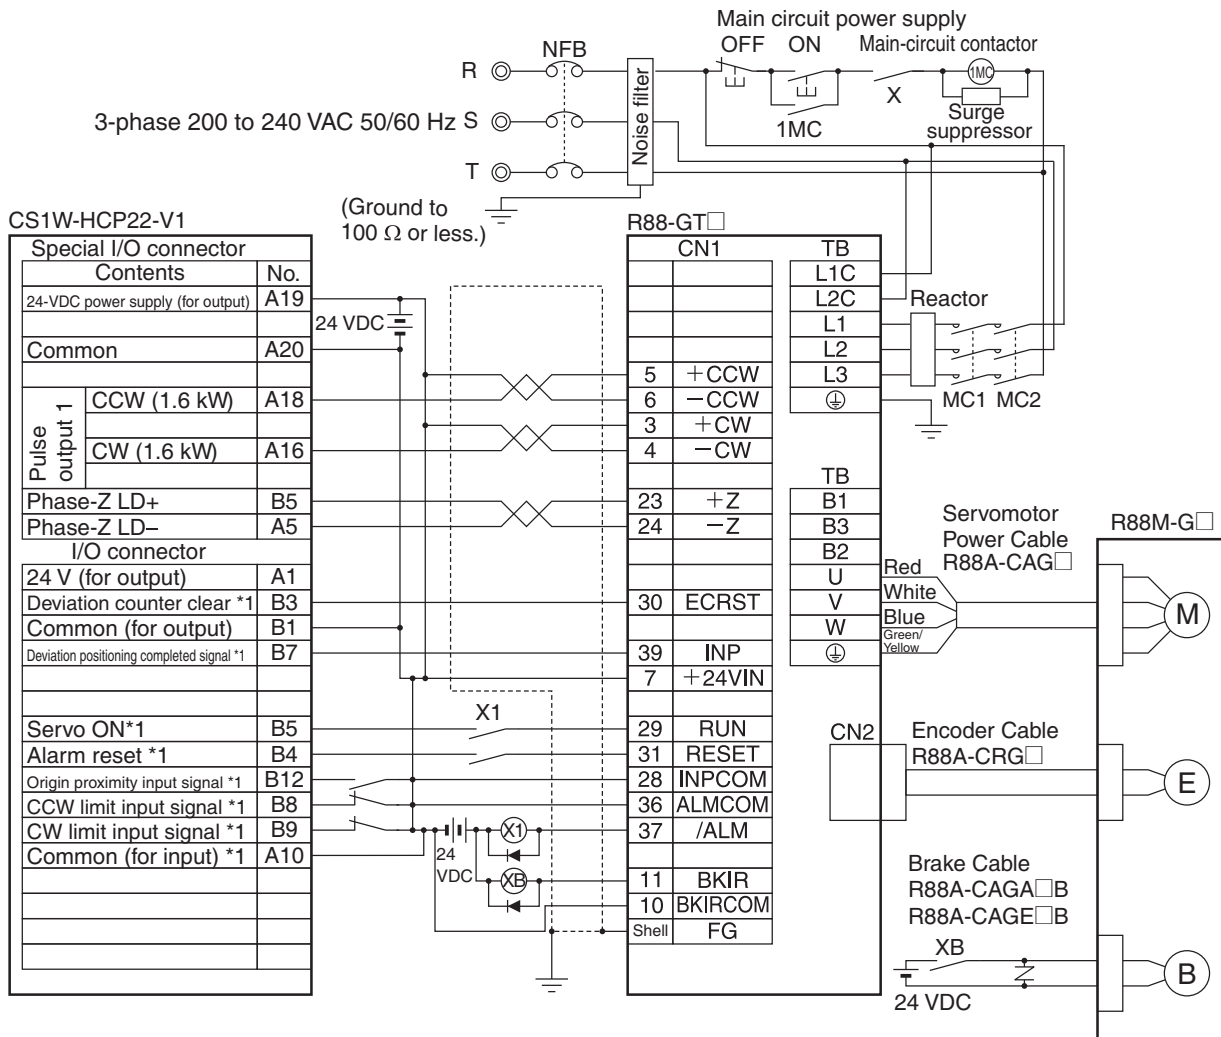 Main circuit power supply
OFF ON Main-circuit contactor
NFB
R
1MC
X
Surge suppressor
1MC
3-phase 200 to 240 VAC 50/60 Hz S
Noise filter
T
(Ground to
100 Ω or less.)
CS1W-HCP22-V1
Special I/O connector
Contents No.
24-VDC power supply (for output) A19
24 VDC
Common A20
Pulse output 1
CCW (1.6 kW) A18
CW (1.6 kW) A16
Phase-Z LD+ B5
Phase-Z LD− A5
I/O connector
24 V (for output) A1
Deviation counter clear *1 B3
Common (for output) B1
Deviation positioning completed signal *1 B7
Servo ON*1 B5
Alarm reset *1 B4
Origin proximity input signal *1 B12
CCW limit input signal *1 B8
CW limit input signal *1 B9
Common (for input) *1 A10
X1
24
VDC
X1
XB
R88-GT□
CN1 TB
L1C
L2C
L1
L2
5 +CCW L3
6 −CCW
3 +CW
4 −CW
TB
23 +Z B1
24 −Z B3
B2
U
30 ECRST V
W
39 INP
7 +24VIN
29 RUN
31 RESET
28 INPCOM
36 ALMCOM
37 /ALM
11 BKIR
10 BKIRCOM
Shell FG
CN2
Reactor
MC1 MC2
Servomotor
Power Cable
R88A-CAG□
Red
White
Blue
Green/
Yellow
R88M-G□
M
Encoder Cable
R88A-CRG□
E
Brake Cable
R88A-CAGA□B
R88A-CAGE□B
XB
24 VDC
B